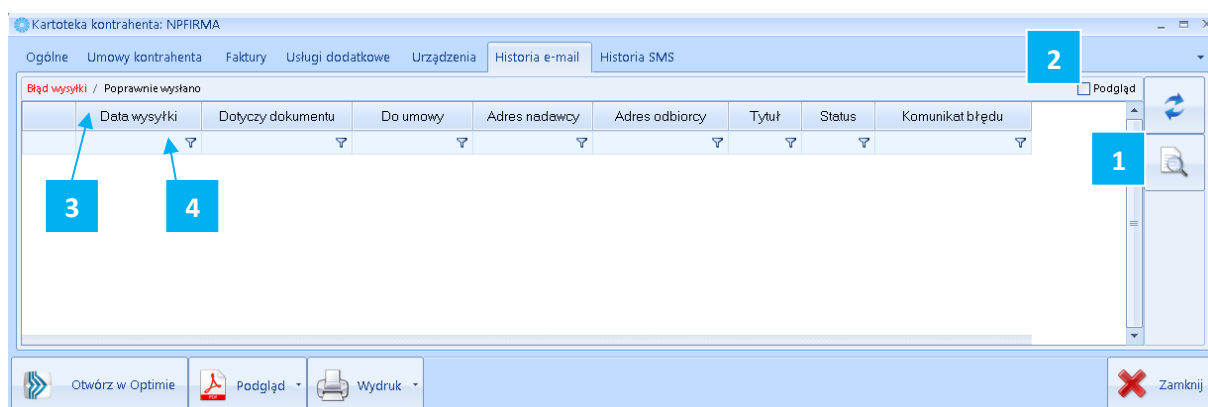 Kartoteka kontrahenta: NPFIRMA
Ogólne Umowy kontrahenta Faktury Usługi dodatkowe Urządzenia Historia e-mail Historia SMS
2
Błąd wysyłki / Poprawnie wysłano Podgląd
Data wysyłki Dotyczy dokumentu Do umowy Adres nadawcy Adres odbiorcy Tytuł Status Komunikat błędu
1
3 4
Otwórz w Optimie PDF Podgląd Wydruk Zamknij